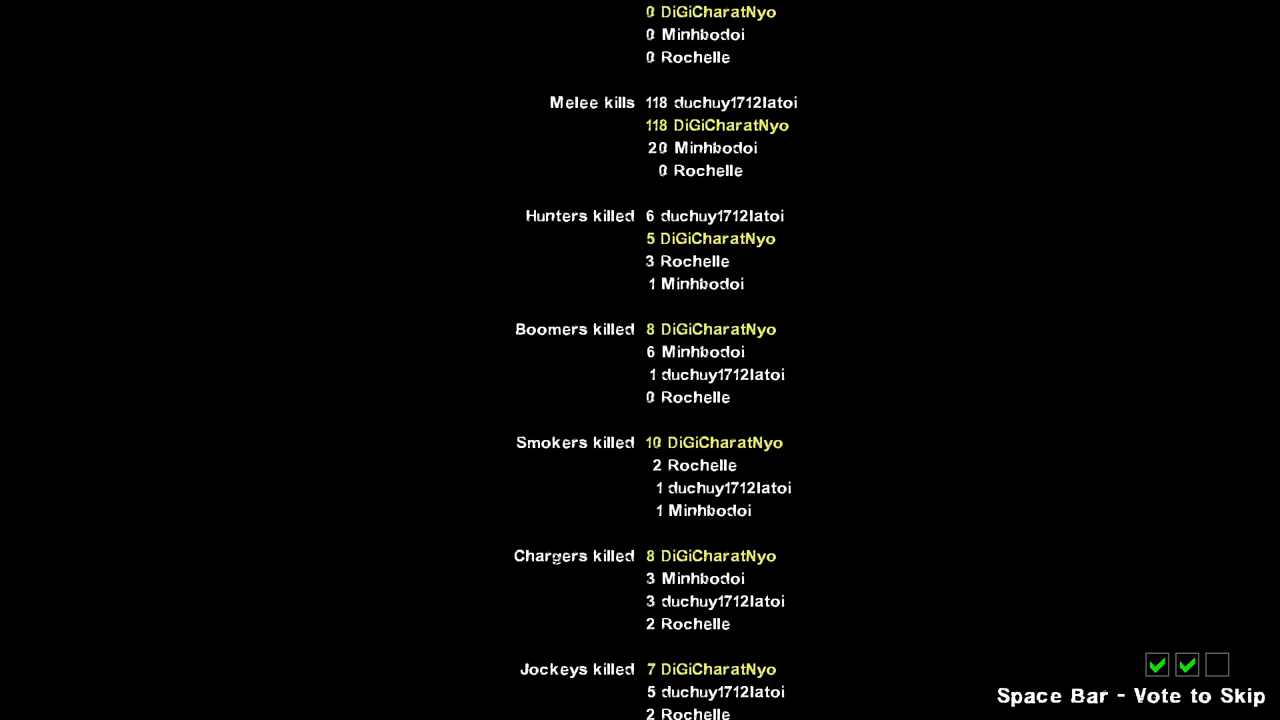 0 DiGiCharatNyo
0 Minhbodoi
0 Rochelle
Melee kills 118 duchuy1712latoi
118 DiGiCharatNyo
20 Minhbodoi
0 Rochelle
Hunters killed 6 duchuy1712latoi
5 DiGiCharatNyo
3 Rochelle
1 Minhbodoi
Boomers killed 8 DiGiCharatNyo
6 Minhbodoi
1 duchuy1712latoi
0 Rochelle
Smokers killed 10 DiGiCharatNyo
2 Rochelle
1 duchuy1712latoi
1 Minhbodoi
Chargers killed 8 DiGiCharatNyo
3 Minhbodoi
3 duchuy1712latoi
2 Rochelle
Jockeys killed 7 DiGiCharatNyo
5 duchuy1712latoi
2 Rochelle
Space Bar - Vote to Skip